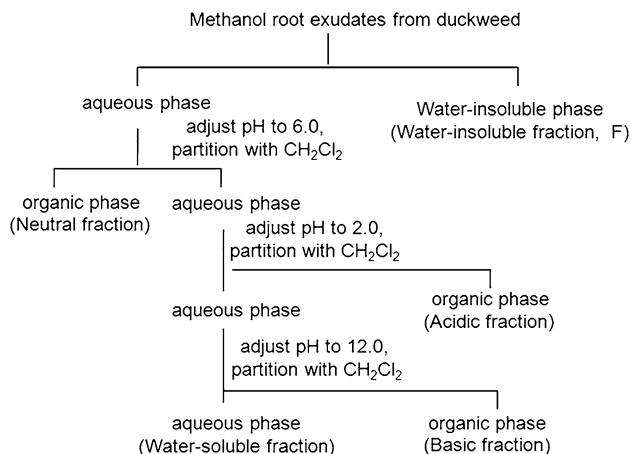 Methanol root exudates from duckweed
aqueous phase
Water-insoluble phase
(Water-insoluble fraction, F)
adjust pH to 6.0,
partition with CH₂Cl₂
organic phase
(Neutral fraction)
aqueous phase
adjust pH to 2.0,
partition with CH₂Cl₂
organic phase
(Acidic fraction)
aqueous phase
adjust pH to 12.0,
partition with CH₂Cl₂
aqueous phase
(Water-soluble fraction)
organic phase
(Basic fraction)